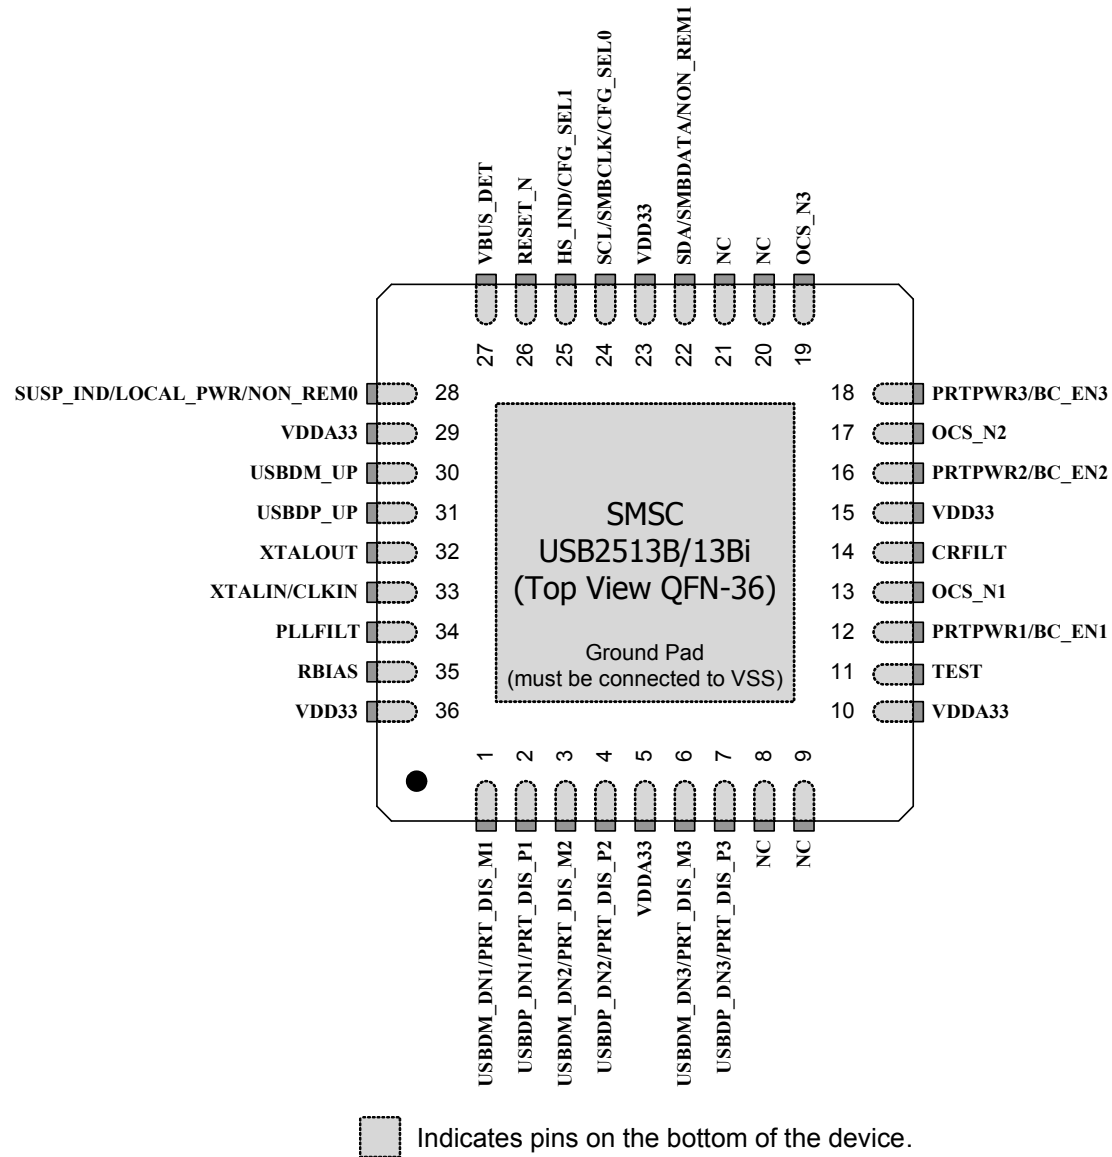 VBUS_DET
RESET_N
HS_IND/CFG_SEL1
SCL/SMBCLK/CFG_SEL0
VDD33
SDA/SMBDATA/NON_REM1
NC
NC
OCS_N3
27
26
25
24
23
22
21
20
19
SUSP_IND/LOCAL_PWR/NON_REM0 28
VDDA33 29
USBDM_UP 30
USBDP_UP 31
XTALOUT 32
XTALIN/CLKIN 33
PLLFILT 34
RBIAS 35
VDD33 36
SMSC
USB2513B/13Bi
(Top View QFN-36)
Ground Pad
(must be connected to VSS)
18 PRTPWR3/BC_EN3
17 OCS_N2
16 PRTPWR2/BC_EN2
15 VDD33
14 CRFILT
13 OCS_N1
12 PRTPWR1/BC_EN1
11 TEST
10 VDDA33
1
2
3
4
5
6
7
8
9
USBDM_DN1/PRT_DIS_M1
USBDP_DN1/PRT_DIS_P1
USBDM_DN2/PRT_DIS_M2
USBDP_DN2/PRT_DIS_P2
VDDA33
USBDM_DN3/PRT_DIS_M3
USBDP_DN3/PRT_DIS_P3
NC
NC
Indicates pins on the bottom of the device.